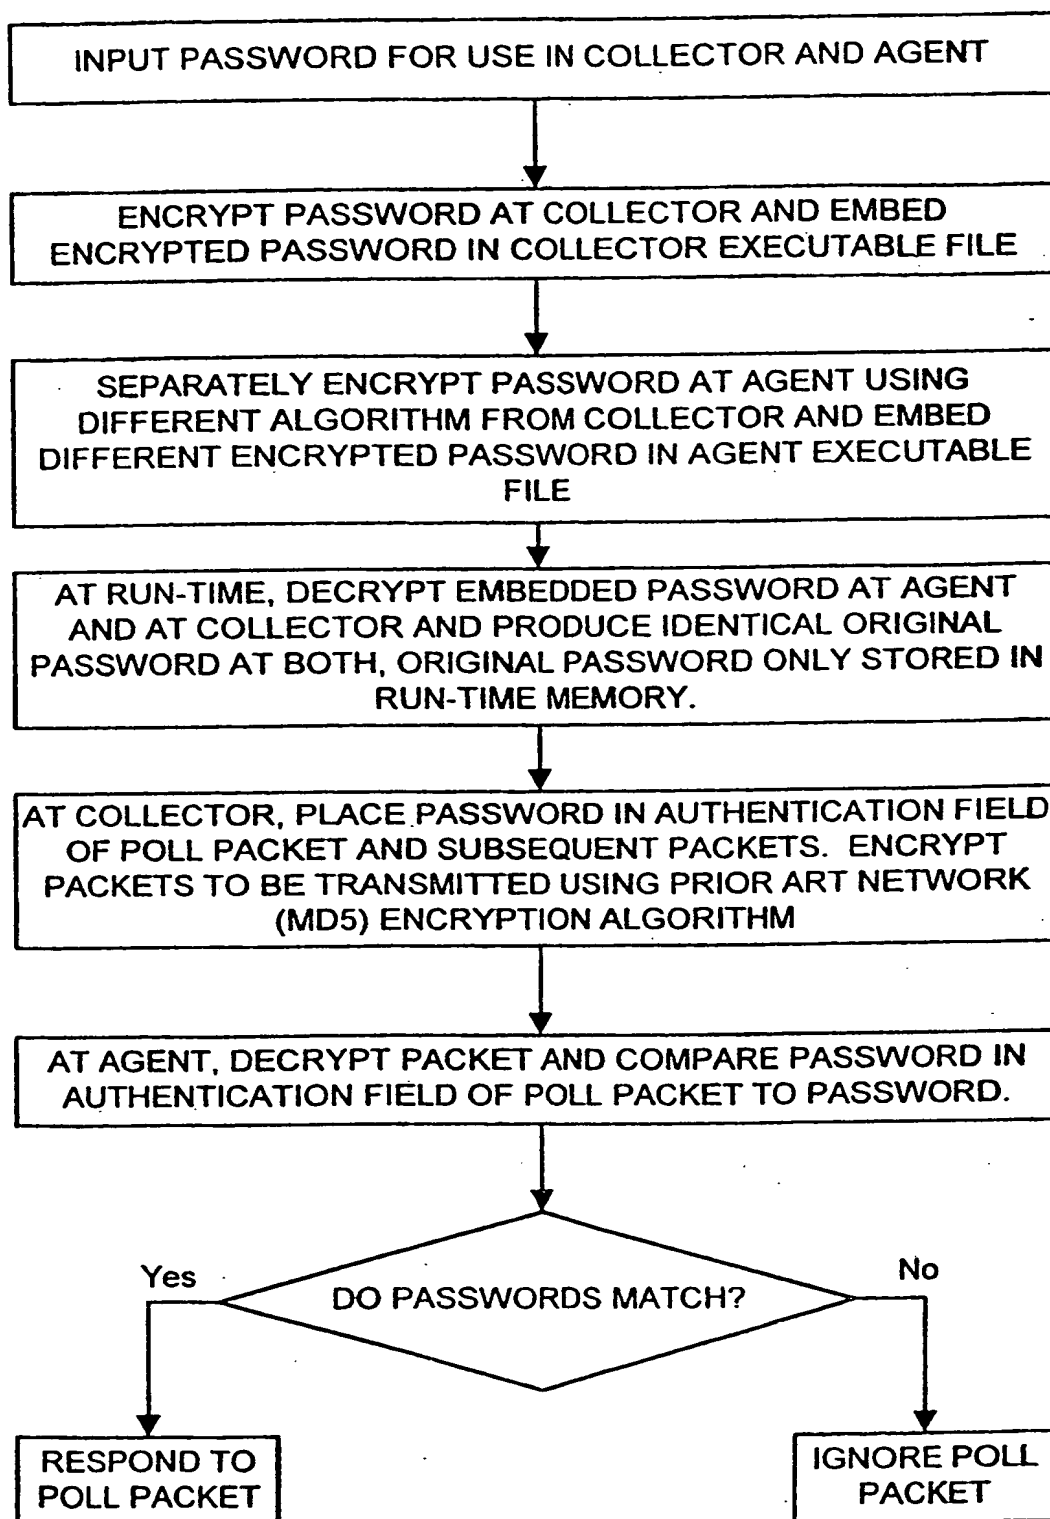 INPUT PASSWORD FOR USE IN COLLECTOR AND AGENT
ENCRYPT PASSWORD AT COLLECTOR AND EMBED
ENCRYPTED PASSWORD IN COLLECTOR EXECUTABLE FILE
SEPARATELY ENCRYPT PASSWORD AT AGENT USING
DIFFERENT ALGORITHM FROM COLLECTOR AND EMBED
DIFFERENT ENCRYPTED PASSWORD IN AGENT EXECUTABLE
FILE
AT RUN-TIME, DECRYPT EMBEDDED PASSWORD AT AGENT
AND AT COLLECTOR AND PRODUCE IDENTICAL ORIGINAL
PASSWORD AT BOTH, ORIGINAL PASSWORD ONLY STORED IN
RUN-TIME MEMORY.
AT COLLECTOR, PLACE PASSWORD IN AUTHENTICATION FIELD
OF POLL PACKET AND SUBSEQUENT PACKETS. ENCRYPT
PACKETS TO BE TRANSMITTED USING PRIOR ART NETWORK
(MD5) ENCRYPTION ALGORITHM
AT AGENT, DECRYPT PACKET AND COMPARE PASSWORD IN
AUTHENTICATION FIELD OF POLL PACKET TO PASSWORD.
DO PASSWORDS MATCH?
Yes
No
RESPOND TO
POLL PACKET
IGNORE POLL
PACKET